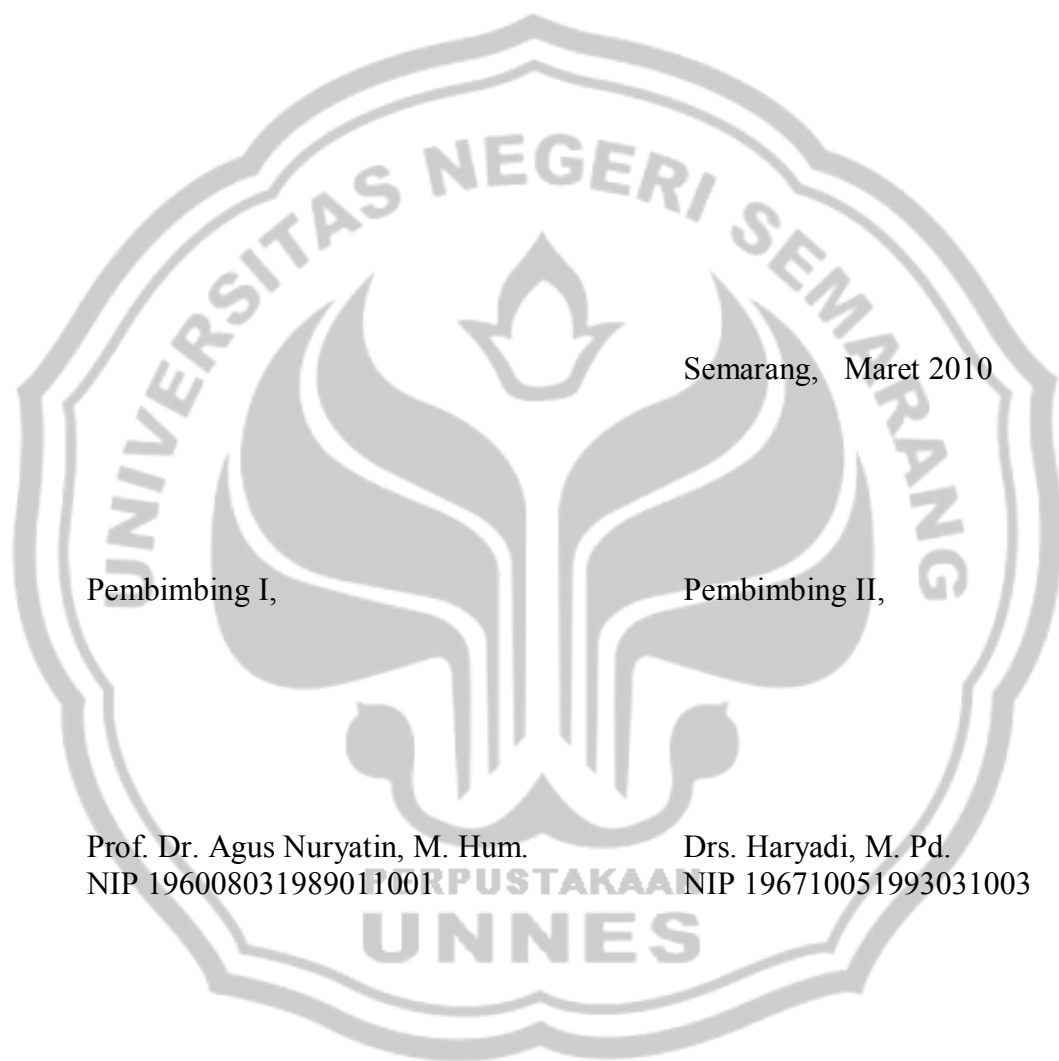 UNIVERSITAS NEGERI SEMARANG
Semarang, Maret 2010
Pembimbing I, Pembimbing II,
Prof. Dr. Agus Nuryatin, M. Hum. Drs. Haryadi, M. Pd.
NIP 196008031989011001 NIP 196710051993031003
PERPUSTAKAAN
UNNES